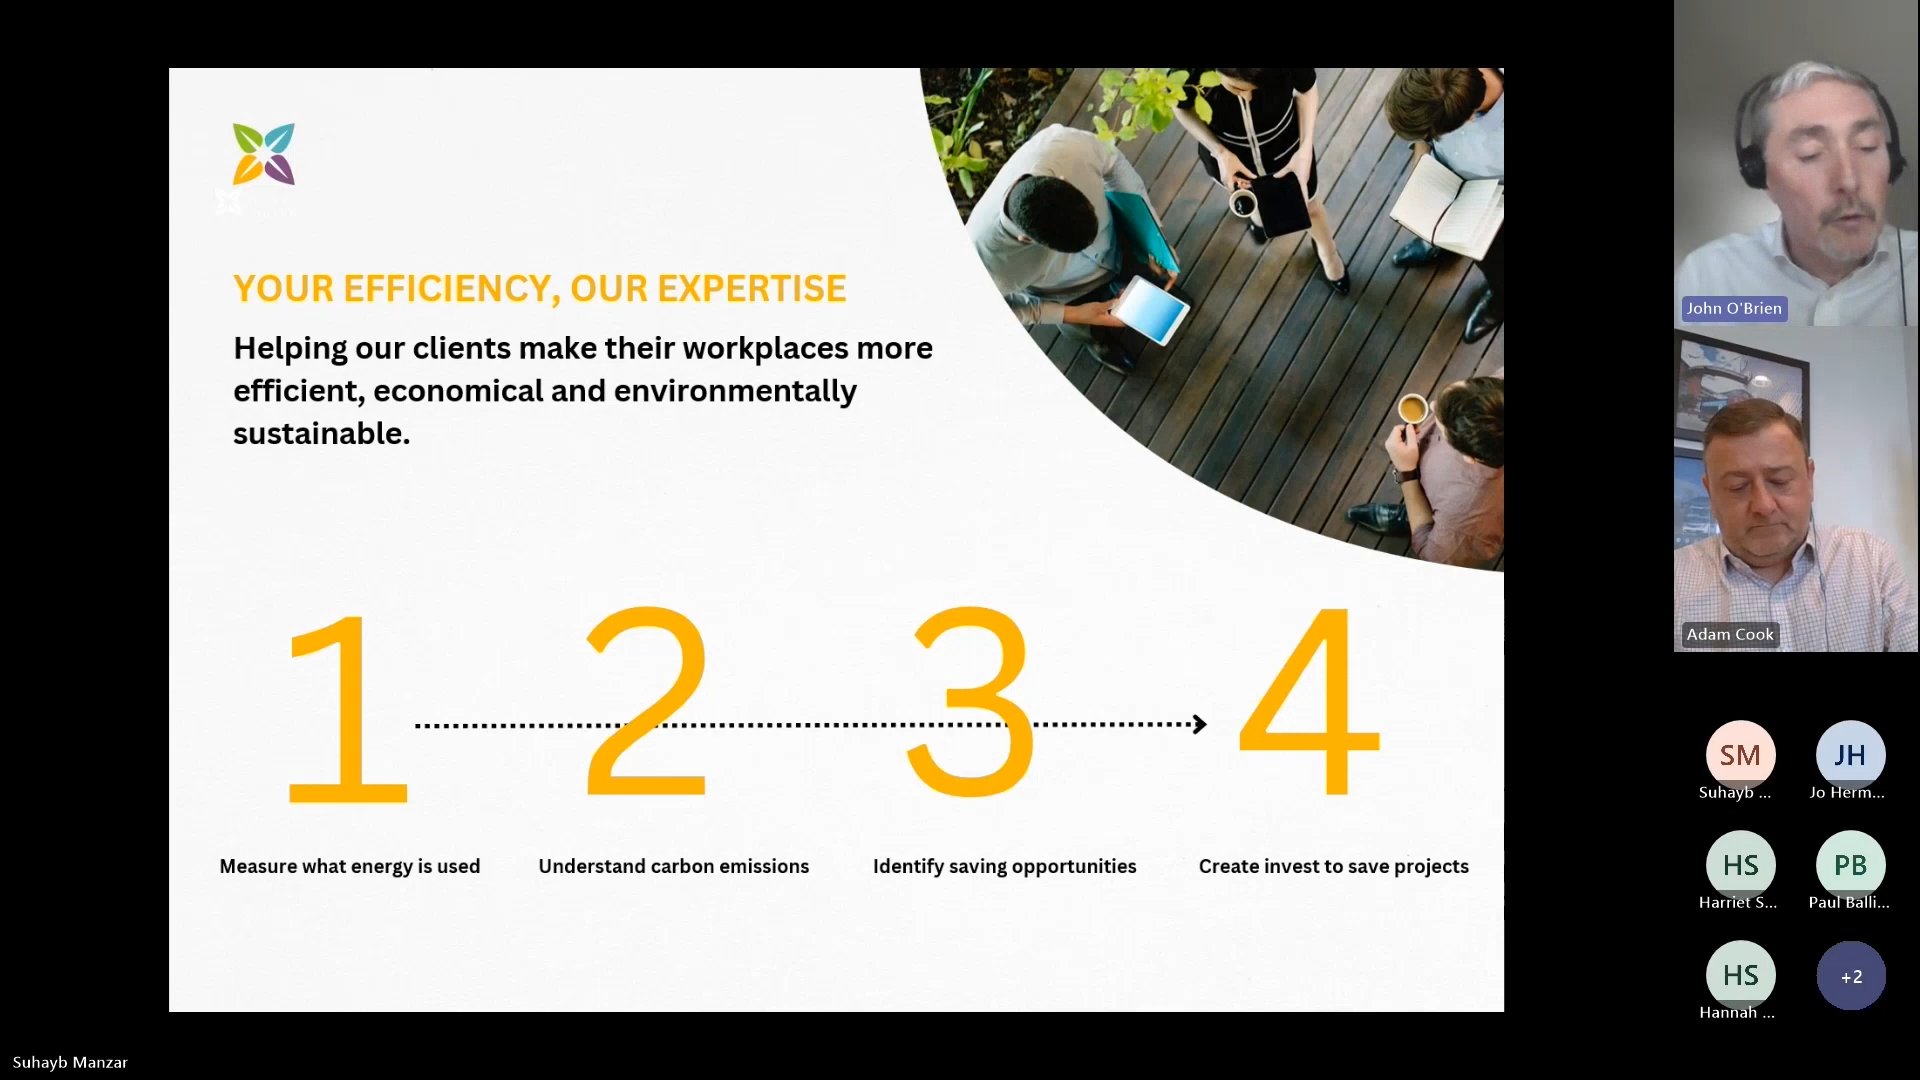 YOUR EFFICIENCY, OUR EXPERTISE
Helping our clients make their workplaces more
efficient, economical and environmentally
sustainable.
1
2
3
4
Measure what energy is used
Understand carbon emissions
Identify saving opportunities
Create invest to save projects
John O'Brien
Adam Cook
SM
JH
Suhayb ...
Jo Herm...
HS
PB
Harriet S...
Paul Balli...
HS
+2
Hannah ...
Suhayb Manzar